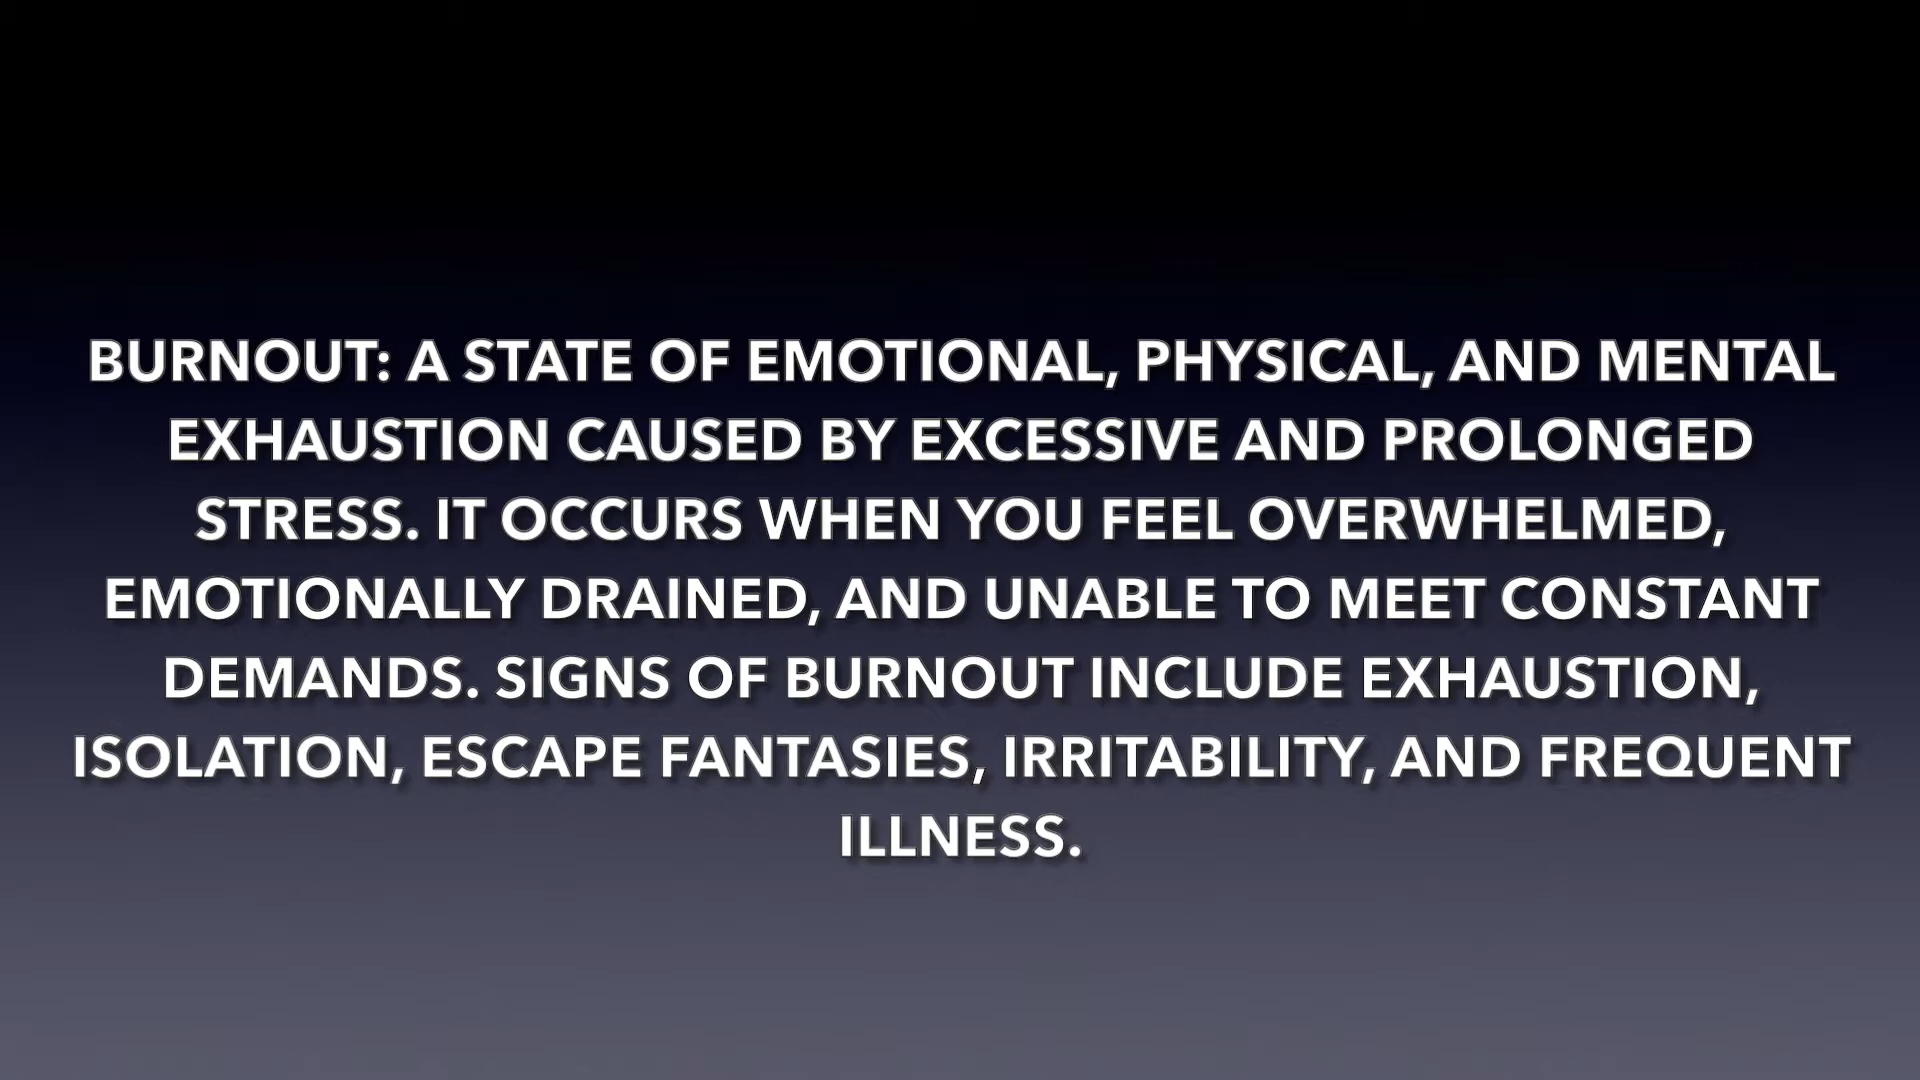 BURNOUT: A STATE OF EMOTIONAL, PHYSICAL, AND MENTAL
EXHAUSTION CAUSED BY EXCESSIVE AND PROLONGED
STRESS. IT OCCURS WHEN YOU FEEL OVERWHELMED,
EMOTIONALLY DRAINED, AND UNABLE TO MEET CONSTANT
DEMANDS. SIGNS OF BURNOUT INCLUDE EXHAUSTION,
ISOLATION, ESCAPE FANTASIES, IRRITABILITY, AND FREQUENT
ILLNESS.